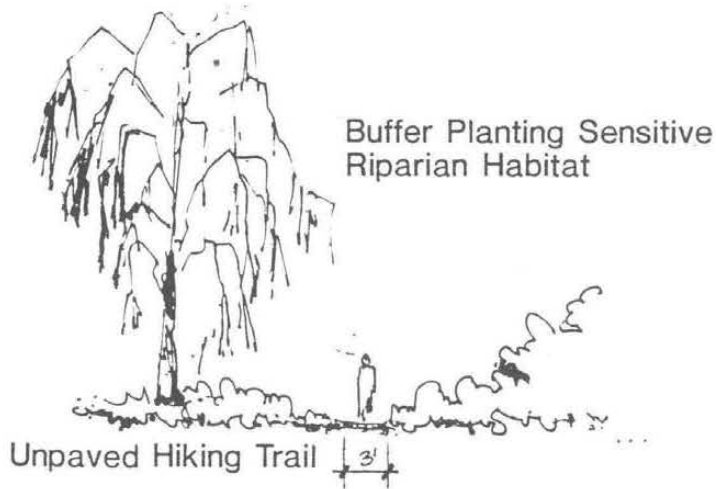 Buffer Planting Sensitive
Riparian Habitat
Unpaved Hiking Trail
3'